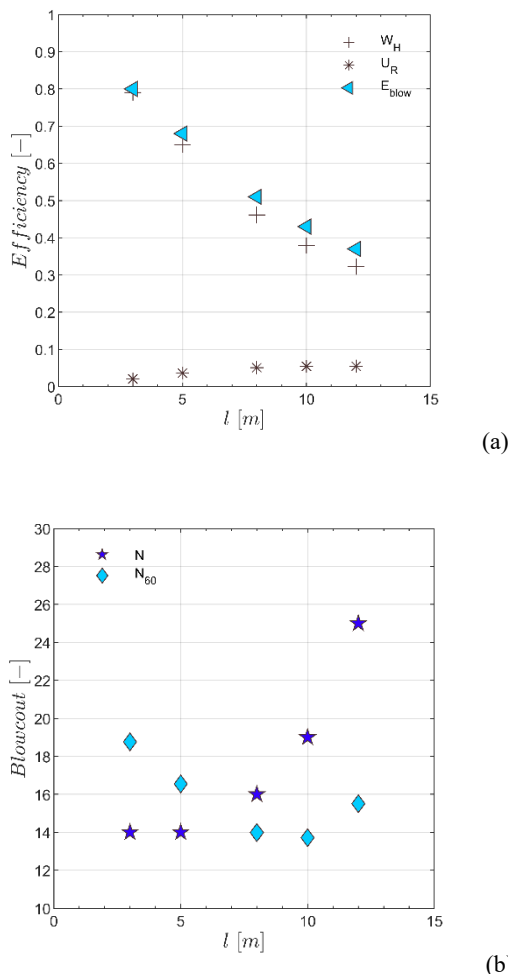 1
0.9
0.8
0.7
0.6
0.5
0.4
0.3
0.2
0.1
0
Efficiency [−]
W_H
U_R
E_blow
0 5 10 15
l [m]
(a)
30
28
26
24
22
20
18
16
14
12
10
Blowcout [−]
N
N_60
0 5 10 15
l [m]
(b)